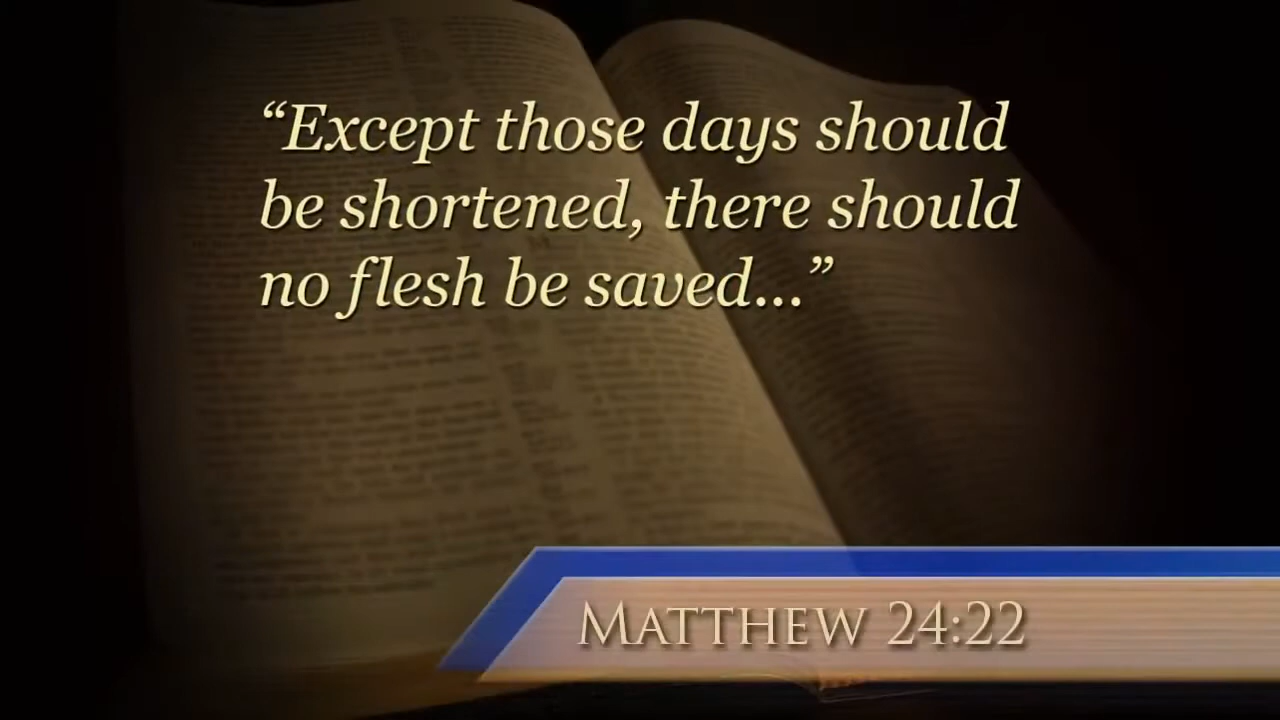 “Except those days should
be shortened, there should
no flesh be saved...”
MATTHEW 24:22